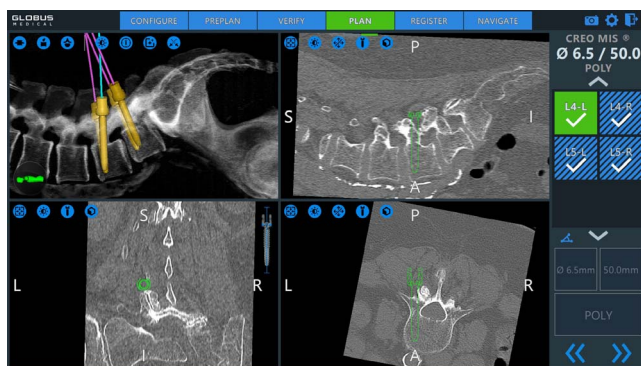 GLOBUS
MEDICAL
CONFIGURE
PREPLAN
VERIFY
PLAN
REGISTER
NAVIGATE
P
S
I
A
CREO MIS ®
Ø 6.5 / 50.0
POLY
L4-L
L4-R
L5-L
L5-R
S
L
R
I
P
L
R
A
Ø 6.5mm
50.0mm
POLY